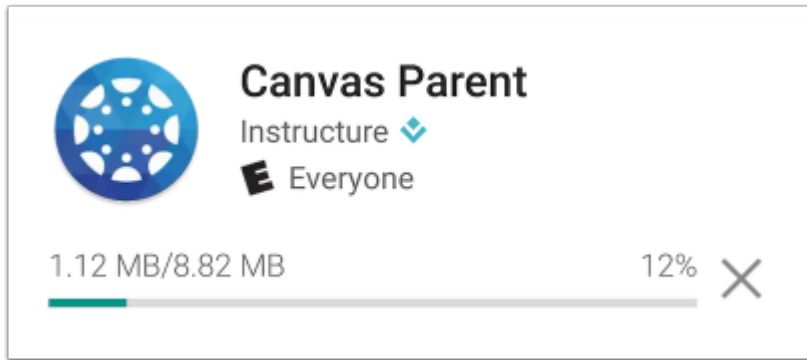 Canvas Parent
Instructure
E Everyone
1.12 MB/8.82 MB 12%